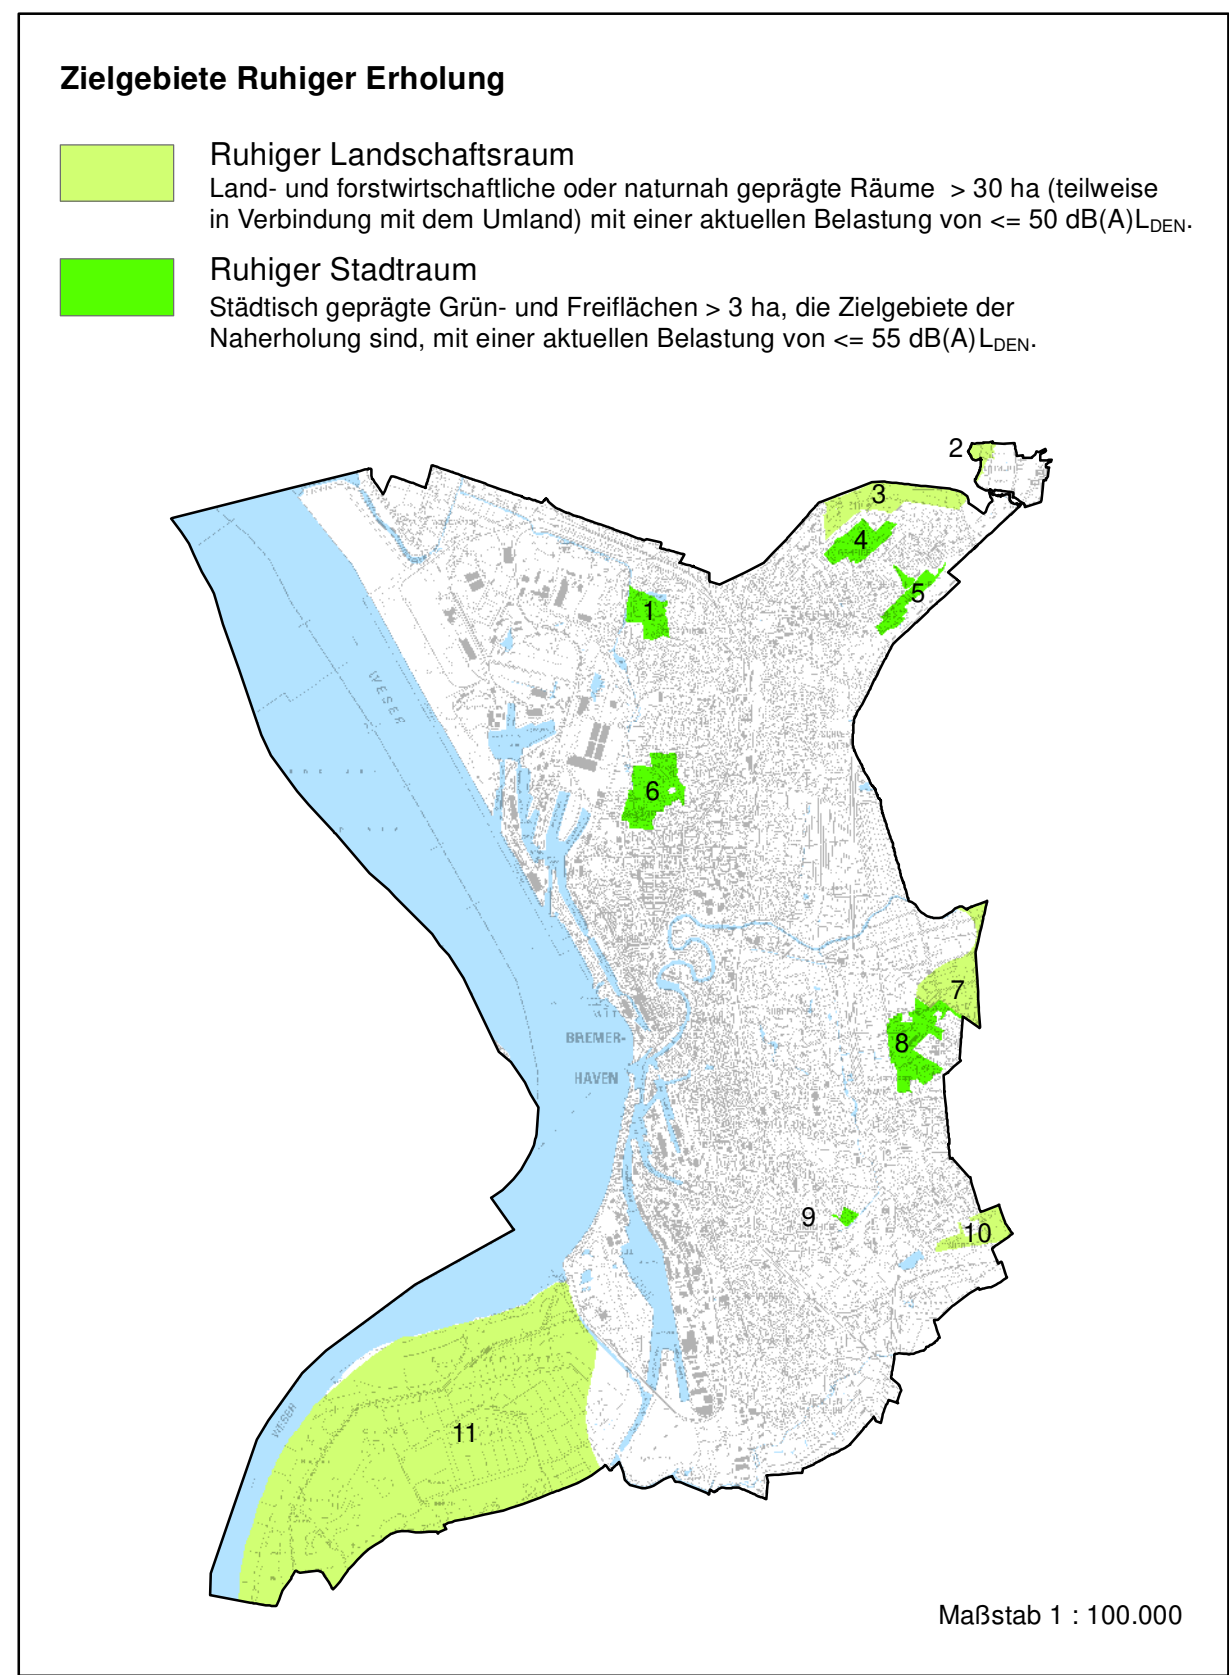 Zielgebiete Ruhiger Erholung
Ruhiger Landschaftsraum
Land- und forstwirtschaftliche oder naturnah geprägte Räume > 30 ha (teilweise
in Verbindung mit dem Umland) mit einer aktuellen Belastung von <= 50 dB(A)LDEN.
Ruhiger Stadtraum
Städtisch geprägte Grün- und Freiflächen > 3 ha, die Zielgebiete der
Naherholung sind, mit einer aktuellen Belastung von <= 55 dB(A)LDEN.
2
3
4
5
1
WESER
6
7
8
BREMER-
HAVEN
9
10
WESER
11
Maßstab 1 : 100.000